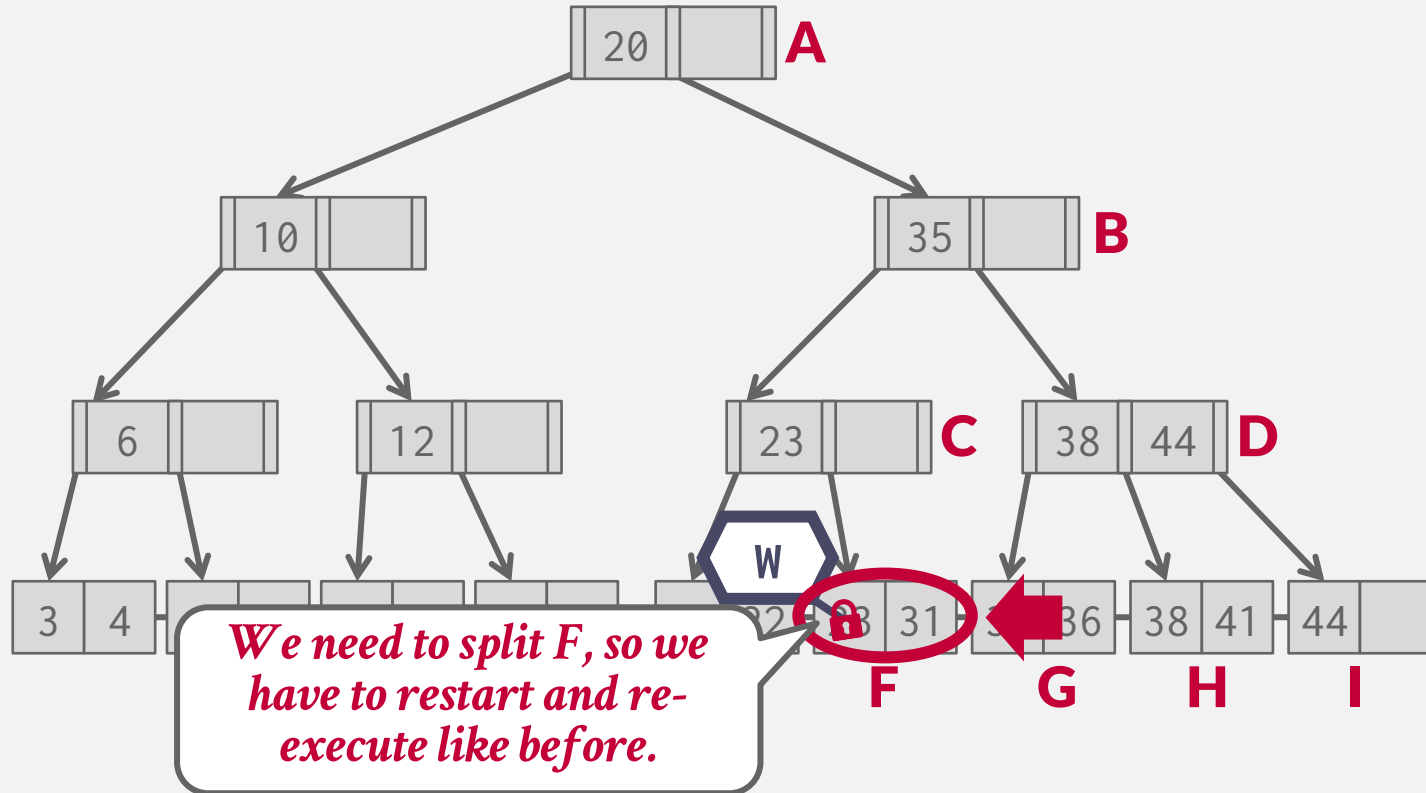 20
A
10
35
B
6
12
23
C
38 44
D
W
3 4
31
36
38 41
44
We need to split F, so we
have to restart and re-
execute like before.
F
G
H
I